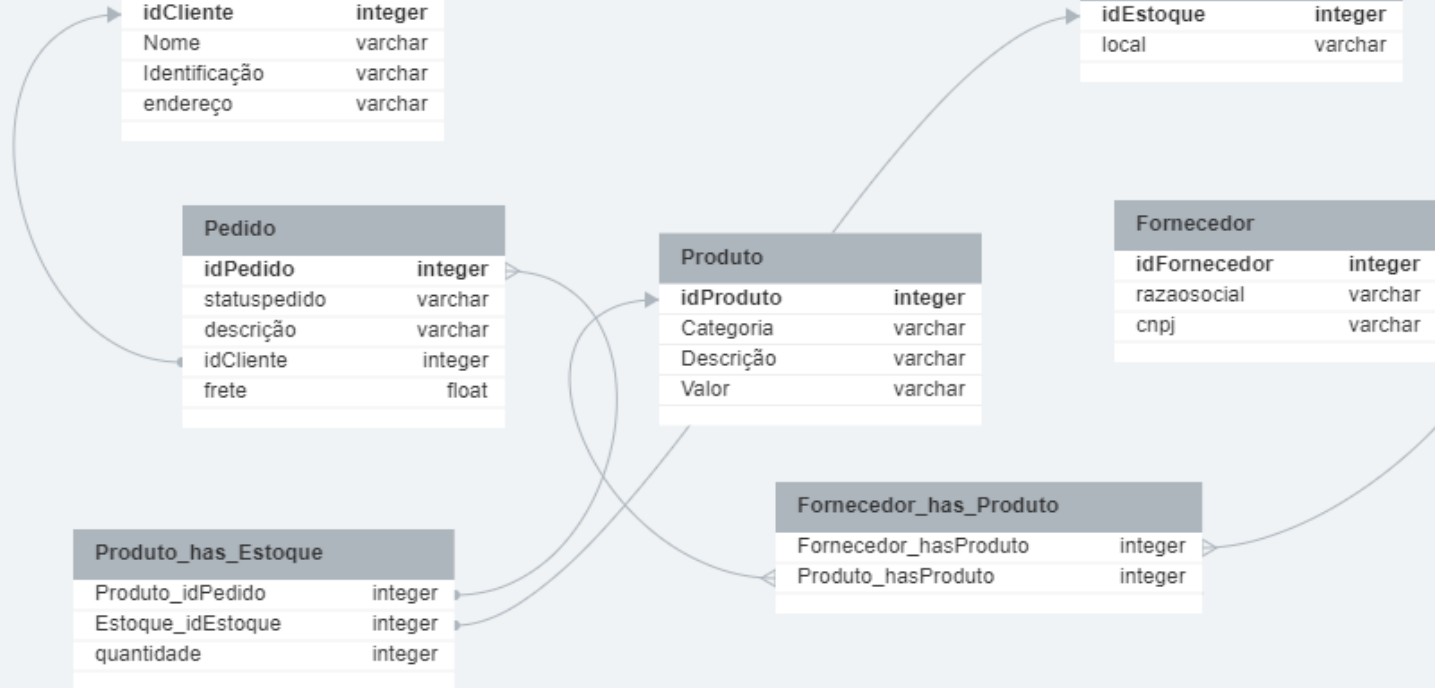 idCliente integer
Nome varchar
Identificação varchar
endereço varchar
idEstoque integer
local varchar
Pedido
idPedido integer
statuspedido varchar
descrição varchar
idCliente integer
frete float
Produto
idProduto integer
Categoria varchar
Descrição varchar
Valor varchar
Fornecedor
idFornecedor integer
razaosocial varchar
cnpj varchar
Produto_has_Estoque
Produto_idPedido integer
Estoque_idEstoque integer
quantidade integer
Fornecedor_has_Produto
Fornecedor_hasProduto integer
Produto_hasProduto integer